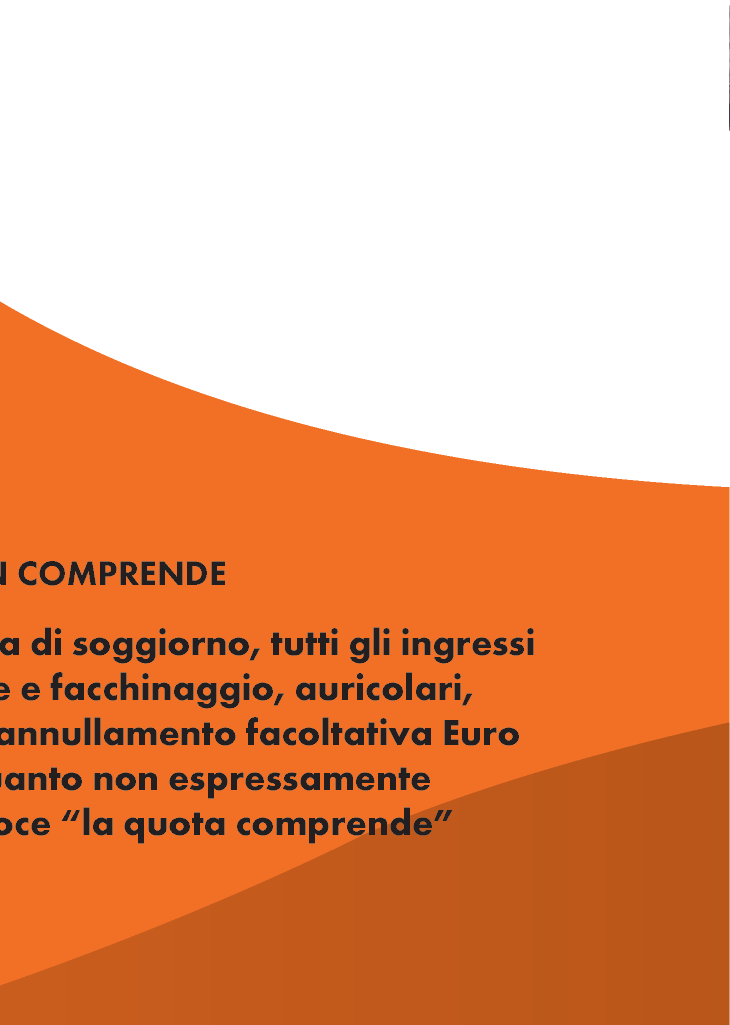 N COMPRENDE
a di soggiorno, tutti gli ingressi
e e facchinaggio, auricolari,
annullamento facoltativa Euro
uanto non espressamente
oce “la quota comprende”